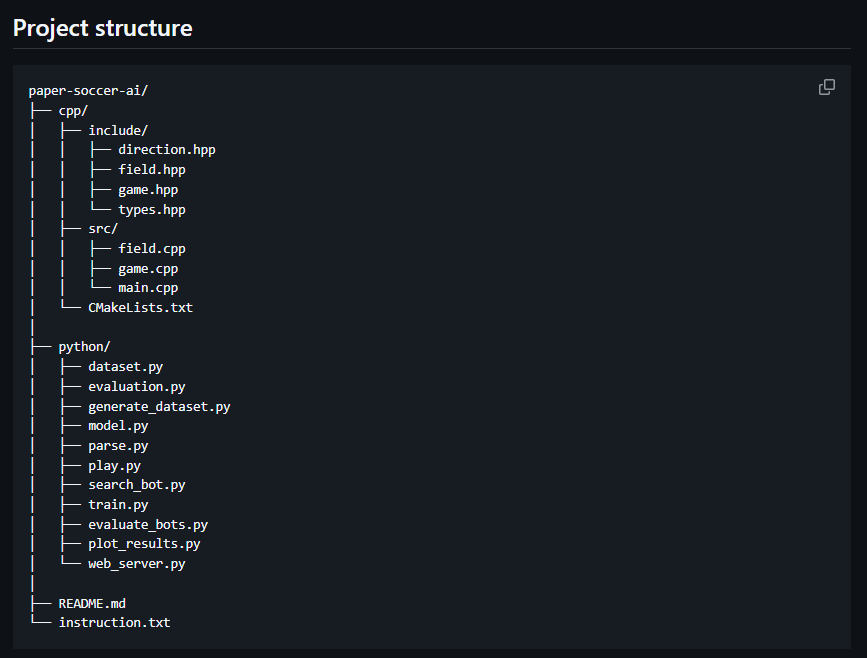 Project structure
paper-soccer-ai/
├── cpp/
│   ├── include/
│   │   ├── direction.hpp
│   │   ├── field.hpp
│   │   ├── game.hpp
│   │   └── types.hpp
│   ├── src/
│   │   ├── field.cpp
│   │   ├── game.cpp
│   │   └── main.cpp
│   └── CMakeLists.txt
│
├── python/
│   ├── dataset.py
│   ├── evaluation.py
│   ├── generate_dataset.py
│   ├── model.py
│   ├── parse.py
│   ├── play.py
│   ├── search_bot.py
│   ├── train.py
│   ├── evaluate_bots.py
│   ├── plot_results.py
│   └── web_server.py
│
├── README.md
└── instruction.txt